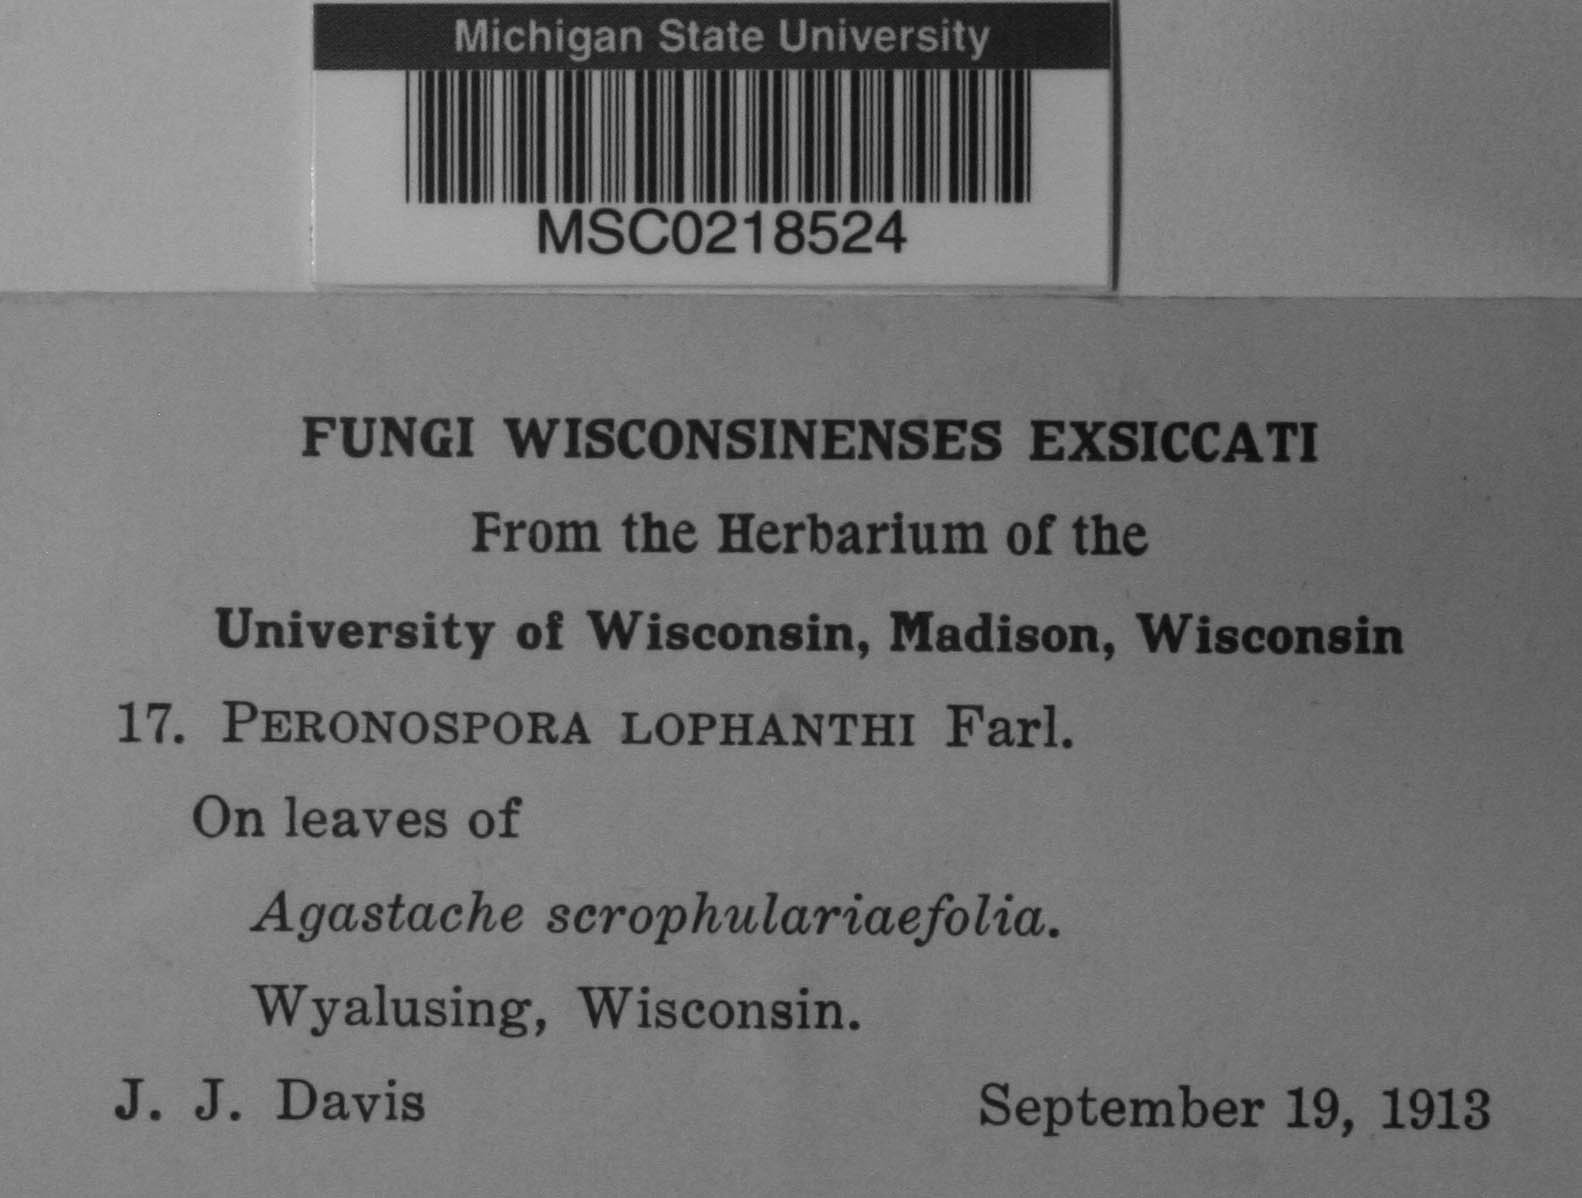 Michigan State University
MSC0218524
FUNGI WISCONSINENSES EXSICCATI
From the Herbarium of the
University of Wisconsin, Madison, Wisconsin
17. PERONOSPORA LOPHANTHI Farl.
On leaves of
Agastache scrophulariaefolia.
Wyalusing, Wisconsin.
J. J. Davis September 19, 1913